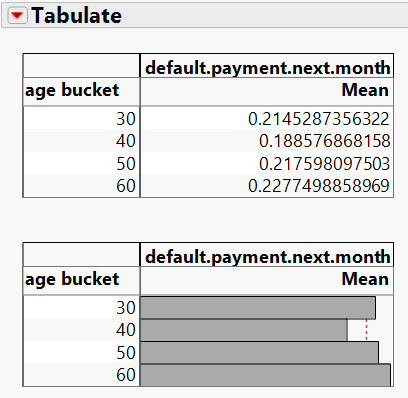 Tabulate
default.payment.next.month
age bucket Mean
30 0.2145287356322
40 0.188576868158
50 0.217598097503
60 0.2277498858969
default.payment.next.month
age bucket Mean
30
40
50
60